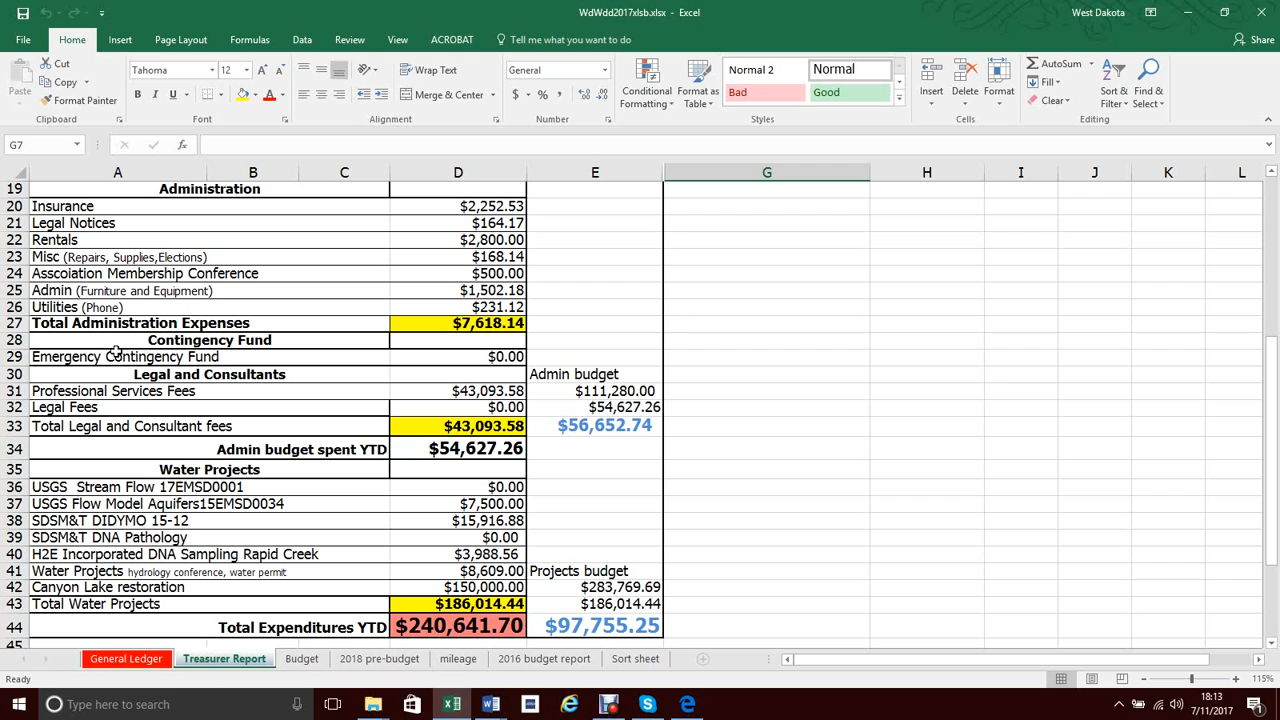 WdWdd2017xlsb.xlsx - Excel
West Dakota
File Home Insert Page Layout Formulas Data Review View ACROBAT Tell me what you want to do Share
Cut
Copy
Format Painter
Paste
Clipboard
Tahoma 12
B I U
Font
Wrap Text
Merge & Center
Alignment
General
$ % ,
Number
Conditional Formatting
Format as Table
Normal 2 Normal
Bad Good
Styles
Insert Delete Format
Cells
AutoSum
Fill
Clear
Sort & Filter
Find & Select
Editing
G7 fx
A B C D E G H I J K L
19 Administration
20 Insurance $2,252.53
21 Legal Notices $164.17
22 Rentals $2,800.00
23 Misc (Repairs, Supplies,Elections) $168.14
24 Asscoiation Membership Conference $500.00
25 Admin (Furniture and Equipment) $1,502.18
26 Utilities (Phone) $231.12
27 Total Administration Expenses $7,618.14
28 Contingency Fund
29 Emergency Contingency Fund $0.00
30 Legal and Consultants Admin budget
31 Professional Services Fees $43,093.58 $111,280.00
32 Legal Fees $0.00 $54,627.26
33 Total Legal and Consultant fees $43,093.58 $56,652.74
34 Admin budget spent YTD $54,627.26
35 Water Projects
36 USGS Stream Flow 17EMSD0001 $0.00
37 USGS Flow Model Aquifers15EMSD0034 $7,500.00
38 SDSM&T DIDYMO 15-12 $15,916.88
39 SDSM&T DNA Pathology $0.00
40 H2E Incorporated DNA Sampling Rapid Creek $3,988.56
41 Water Projects hydrology conference, water permit $8,609.00 Projects budget
42 Canyon Lake restoration $150,000.00 $283,769.69
43 Total Water Projects $186,014.44 $186,014.44
44 Total Expenditures YTD $240,641.70 $97,755.25
45
General Ledger Treasurer Report Budget 2018 pre-budget mileage 2016 budget report Sort sheet
Ready 115%
Type here to search
18:13
7/11/2017